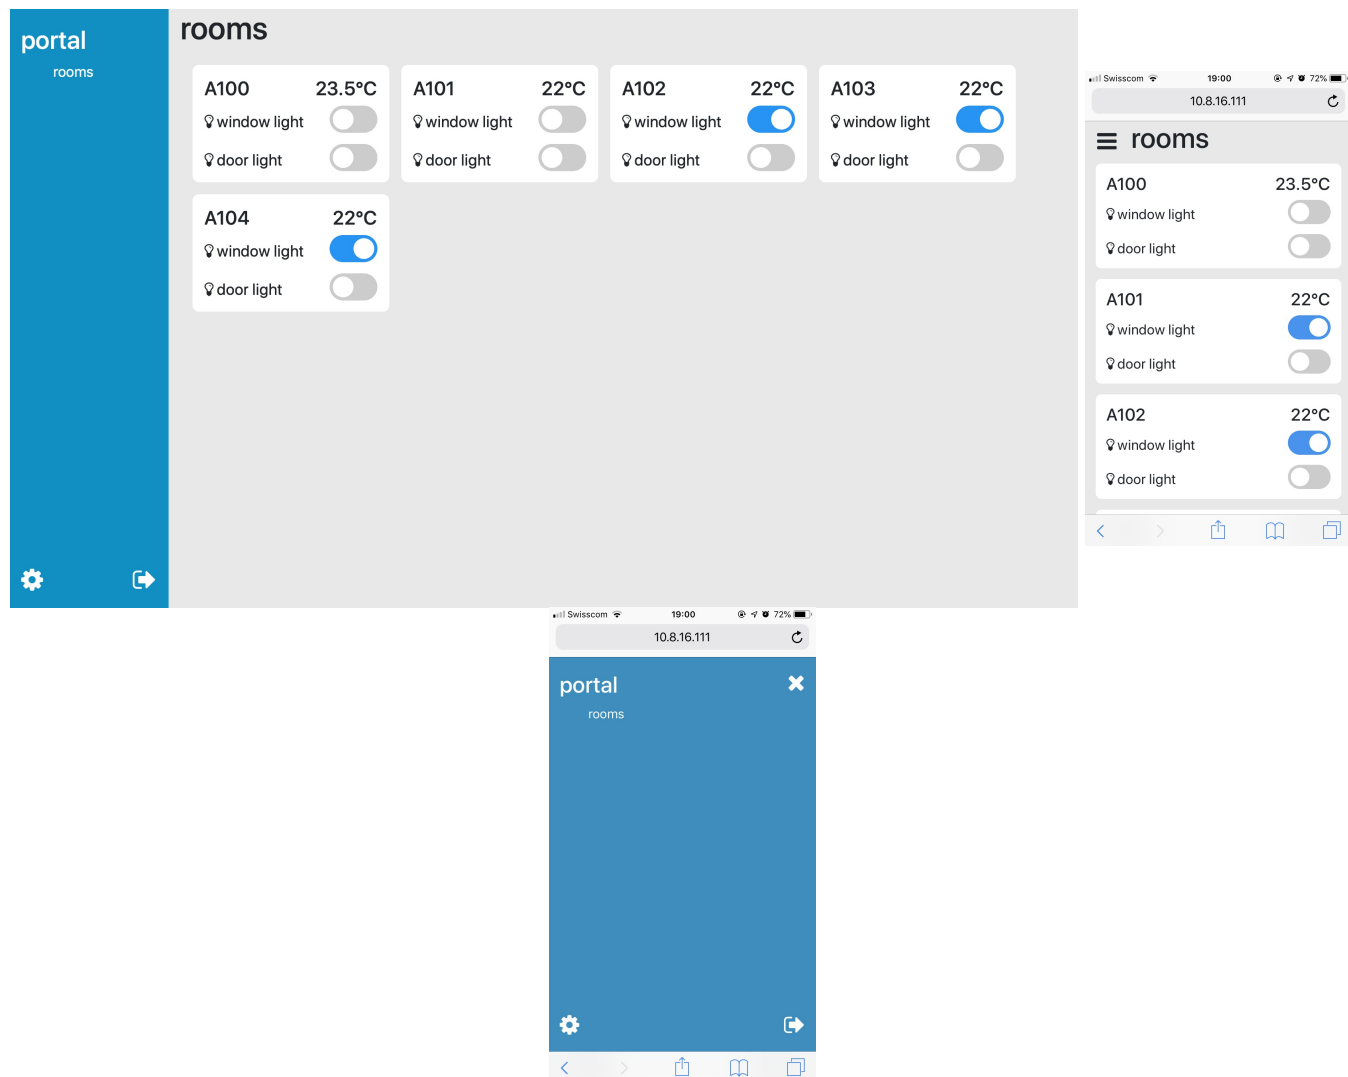 portal
rooms
rooms
A100 23.5°C
window light
door light
A101 22°C
window light
door light
A102 22°C
window light
door light
A103 22°C
window light
door light
A104 22°C
window light
door light
Swisscom 19:00 72%
10.8.16.111
rooms
A100 23.5°C
window light
door light
A101 22°C
window light
door light
A102 22°C
window light
door light
Swisscom 19:00 72%
10.8.16.111
portal
rooms